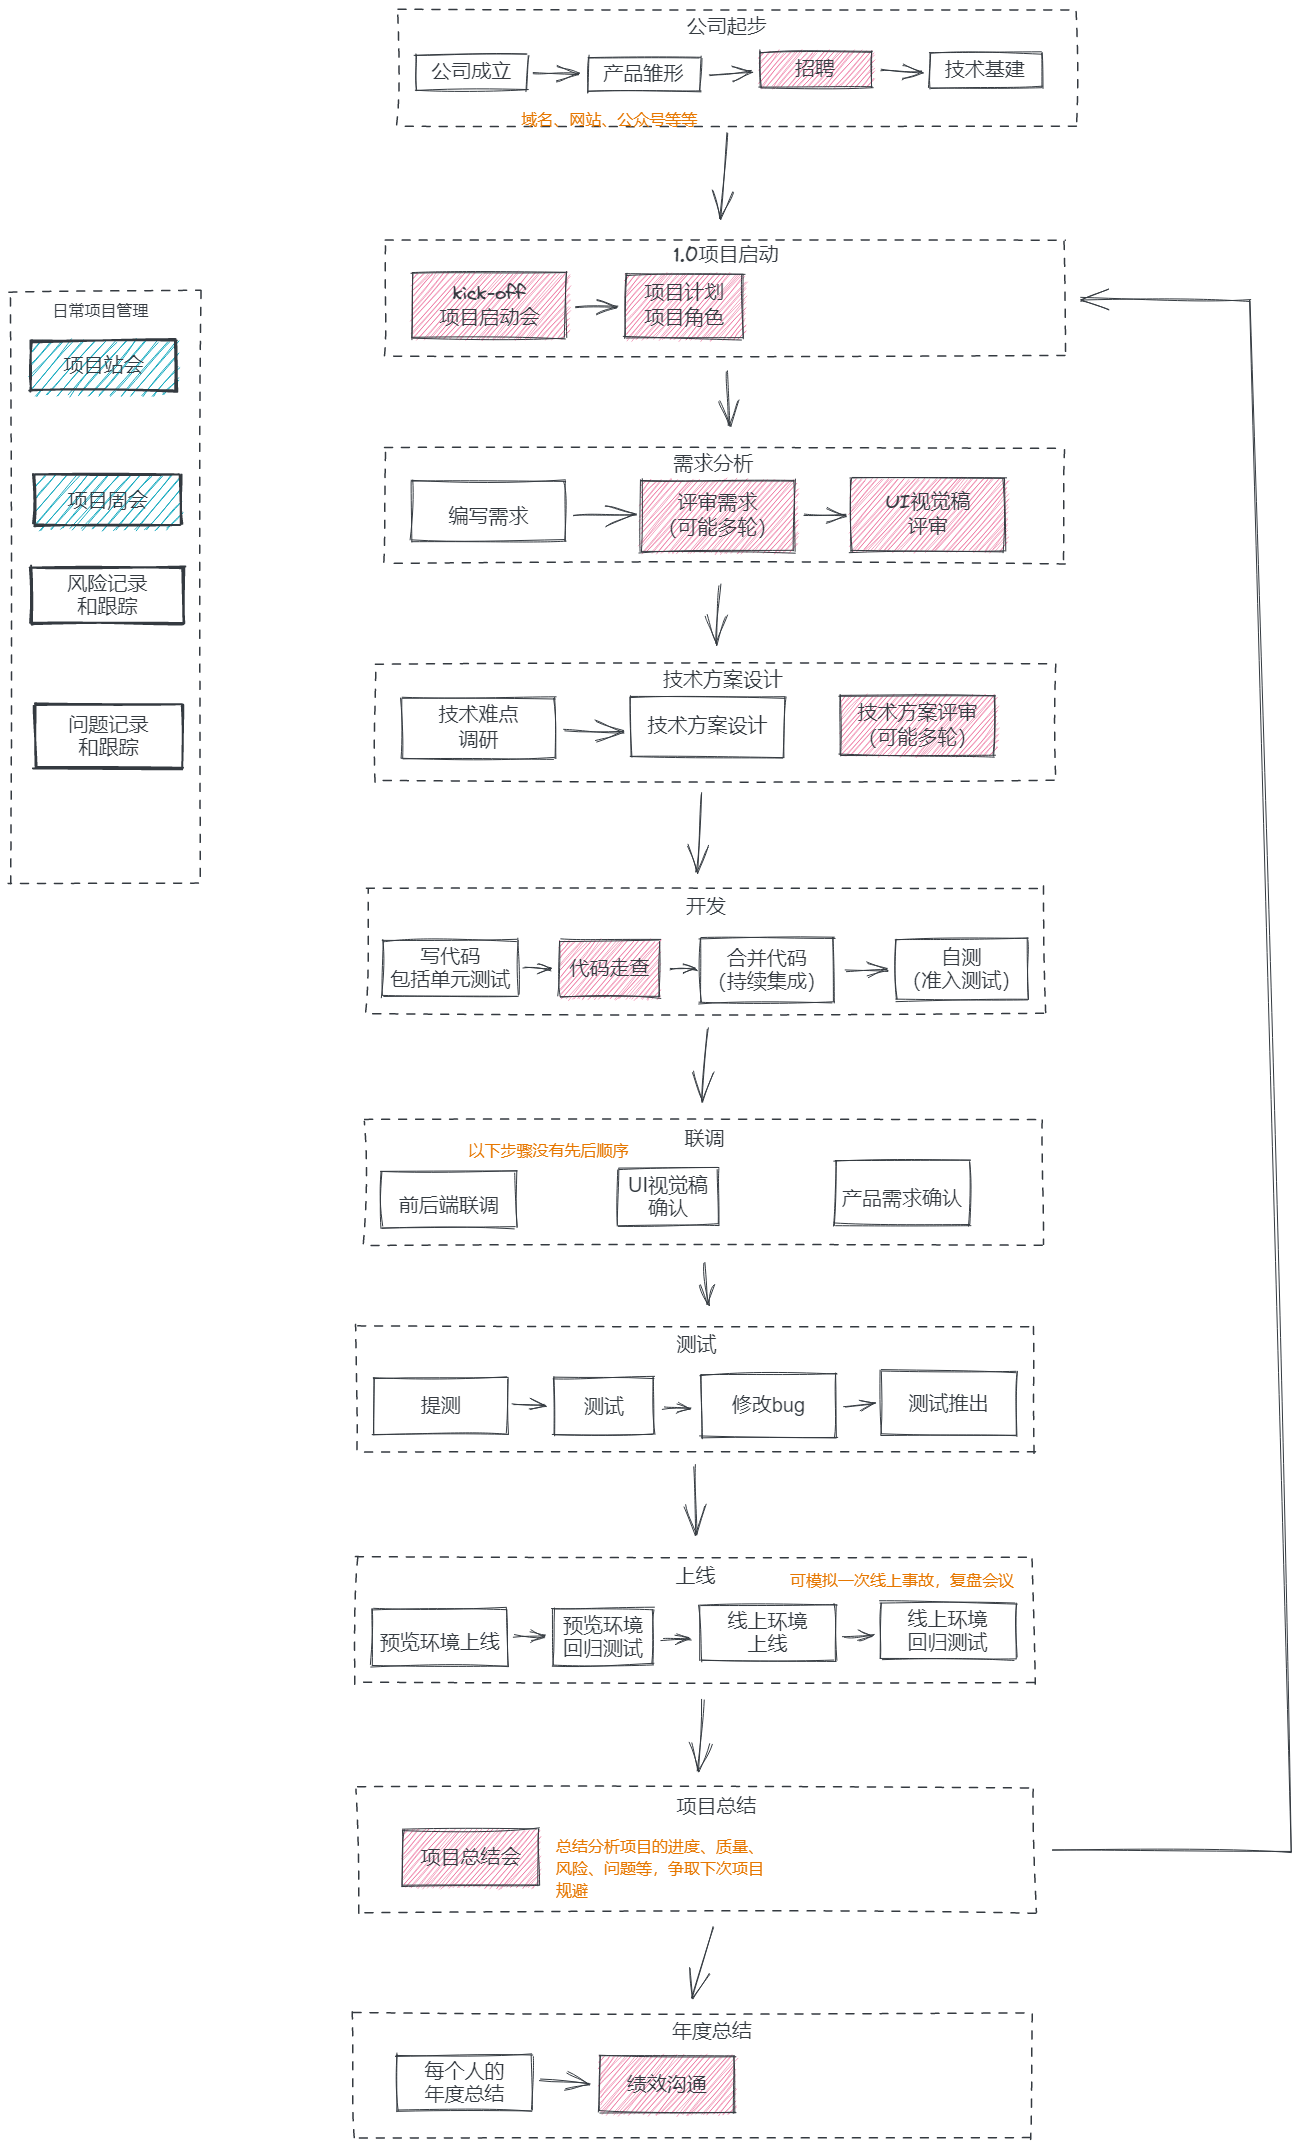 公司起步
公司成立
产品雏形
招聘
技术基建
域名、网站、公众号等等
1.0项目启动
kick-off
项目启动会
项目计划
项目角色
日常项目管理
项目站会
项目周会
风险记录
和跟踪
问题记录
和跟踪
需求分析
编写需求
评审需求
（可能多轮）
UI视觉稿
评审
技术方案设计
技术难点
调研
技术方案设计
技术方案评审
（可能多轮）
开发
写代码
包括单元测试
代码走查
合并代码
（持续集成）
自测
（准入测试）
联调
以下步骤没有先后顺序
前后端联调
UI视觉稿
确认
产品需求确认
测试
提测
测试
修改bug
测试推出
上线
可模拟一次线上事故，复盘会议
预览环境上线
预览环境
回归测试
线上环境
上线
线上环境
回归测试
项目总结
项目总结会
总结分析项目的进度、质量、
风险、问题等，争取下次项目
规避
年度总结
每个人的
年度总结
绩效沟通